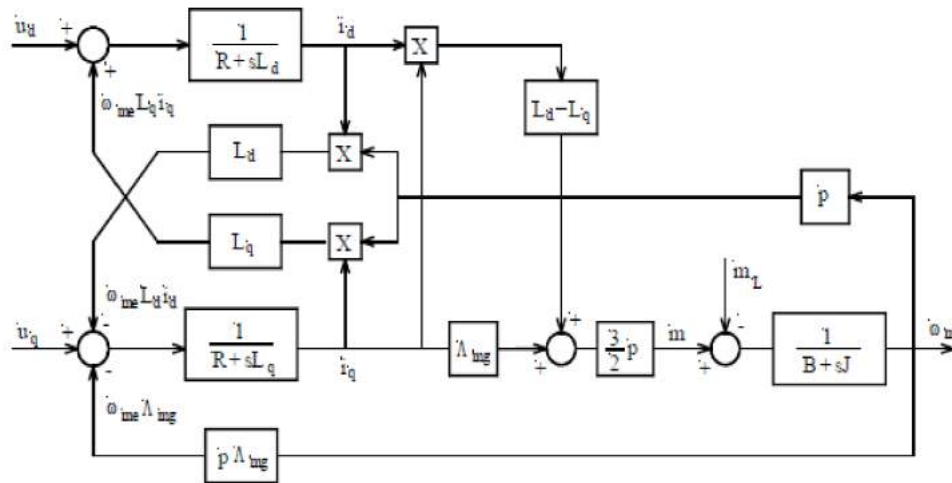 u_d
+
+
1
R + sL_d
i_d
X
L_d − L_q
ω_me L_q i_q
L_d
X
p
L_q
X
ω_me L_d i_d
m_L
u_q
+
-
-
1
R + sL_q
i_q
Λ_mg
+
+
3
2
p
m
+
-
1
B + sJ
ω_m
ω_me Λ_mg
p Λ_mg